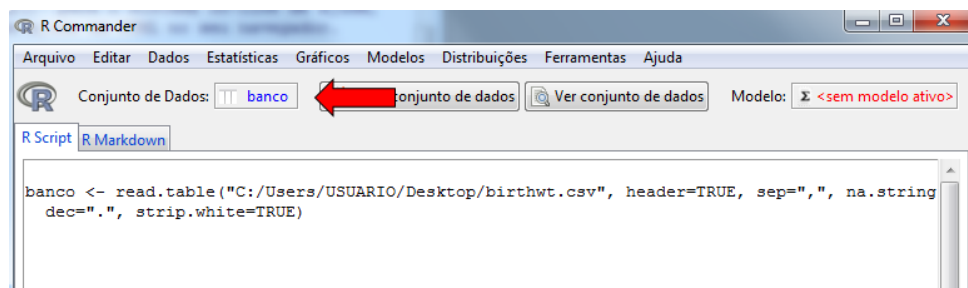 R Commander
Arquivo Editar Dados Estatísticas Gráficos Modelos Distribuições Ferramentas Ajuda
Conjunto de Dados: banco conjunto de dados Ver conjunto de dados Modelo: Σ <sem modelo ativo>
R Script R Markdown
banco <- read.table("C:/Users/USUARIO/Desktop/birthwt.csv", header=TRUE, sep=",", na.string
dec=".", strip.white=TRUE)